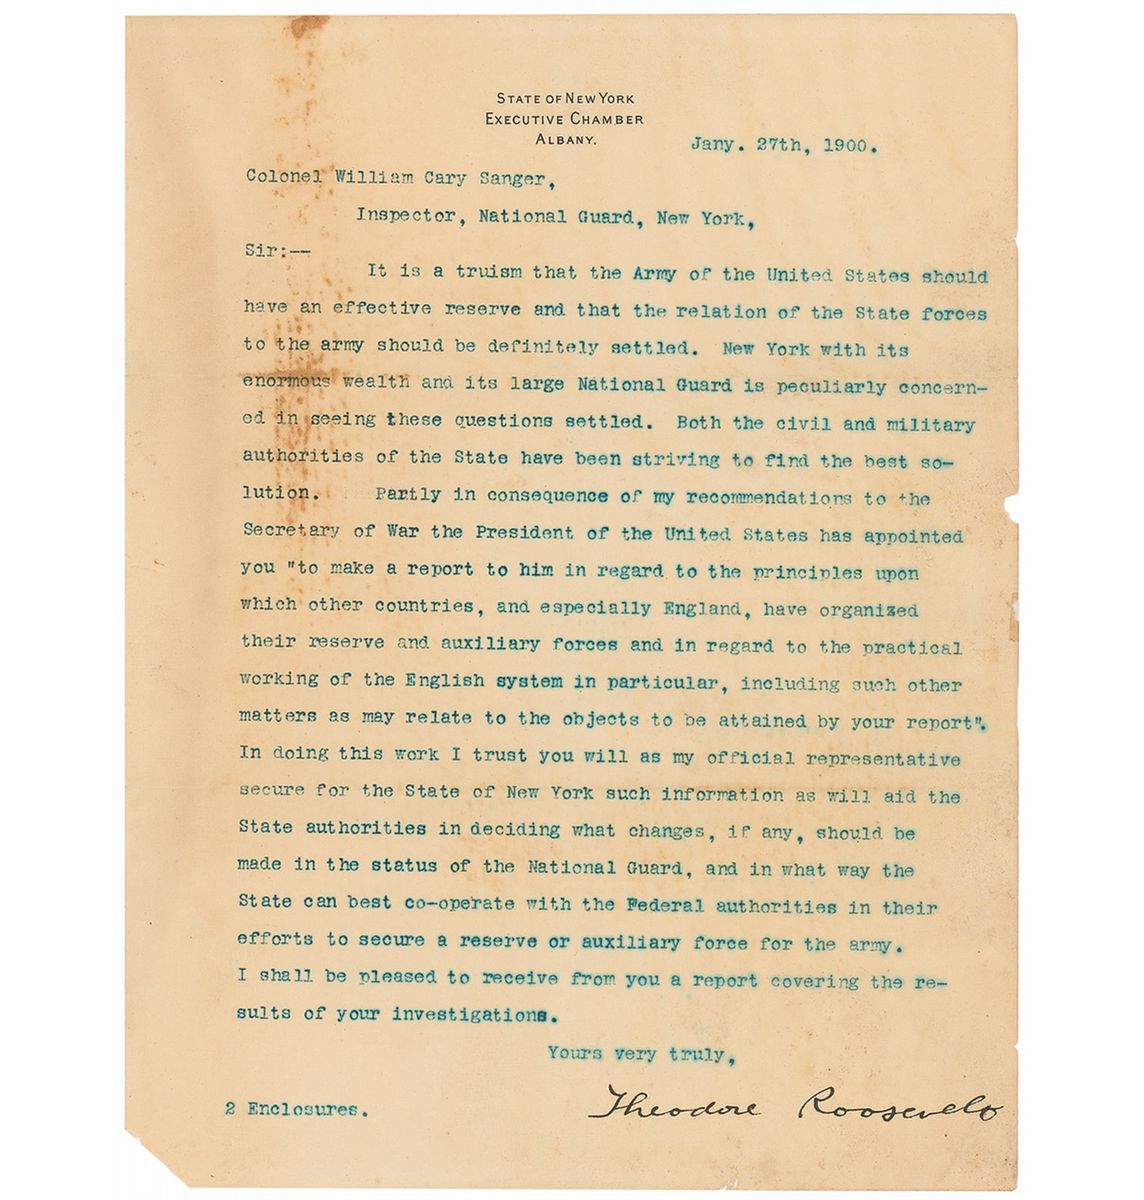 STATE OF NEW YORK
EXECUTIVE CHAMBER
ALBANY.
Jany. 27th, 1900.
Colonel William Cary Sanger,
Inspector, National Guard, New York,
Sir:--
It is a truism that the Army of the United States should
have an effective reserve and that the relation of the State forces
to the army should be definitely settled. New York with its
enormous wealth and its large National Guard is peculiarly concern-
ed in seeing these questions settled. Both the civil and military
authorities of the State have been striving to find the best so-
lution. Partly in consequence of my recommendations to the
Secretary of War the President of the United States has appointed
you "to make a report to him in regard to the principles upon
which other countries, and especially England, have organized
their reserve and auxiliary forces and in regard to the practical
working of the English system in particular, including such other
matters as may relate to the objects to be attained by your report".
In doing this work I trust you will as my official representative
secure for the State of New York such information as will aid the
State authorities in deciding what changes, if any, should be
made in the status of the National Guard, and in what way the
State can best co-operate with the Federal authorities in their
efforts to secure a reserve or auxiliary force for the army.
I shall be pleased to receive from you a report covering the re-
sults of your investigations.
Yours very truly,
2 Enclosures.
Theodore Roosevelt